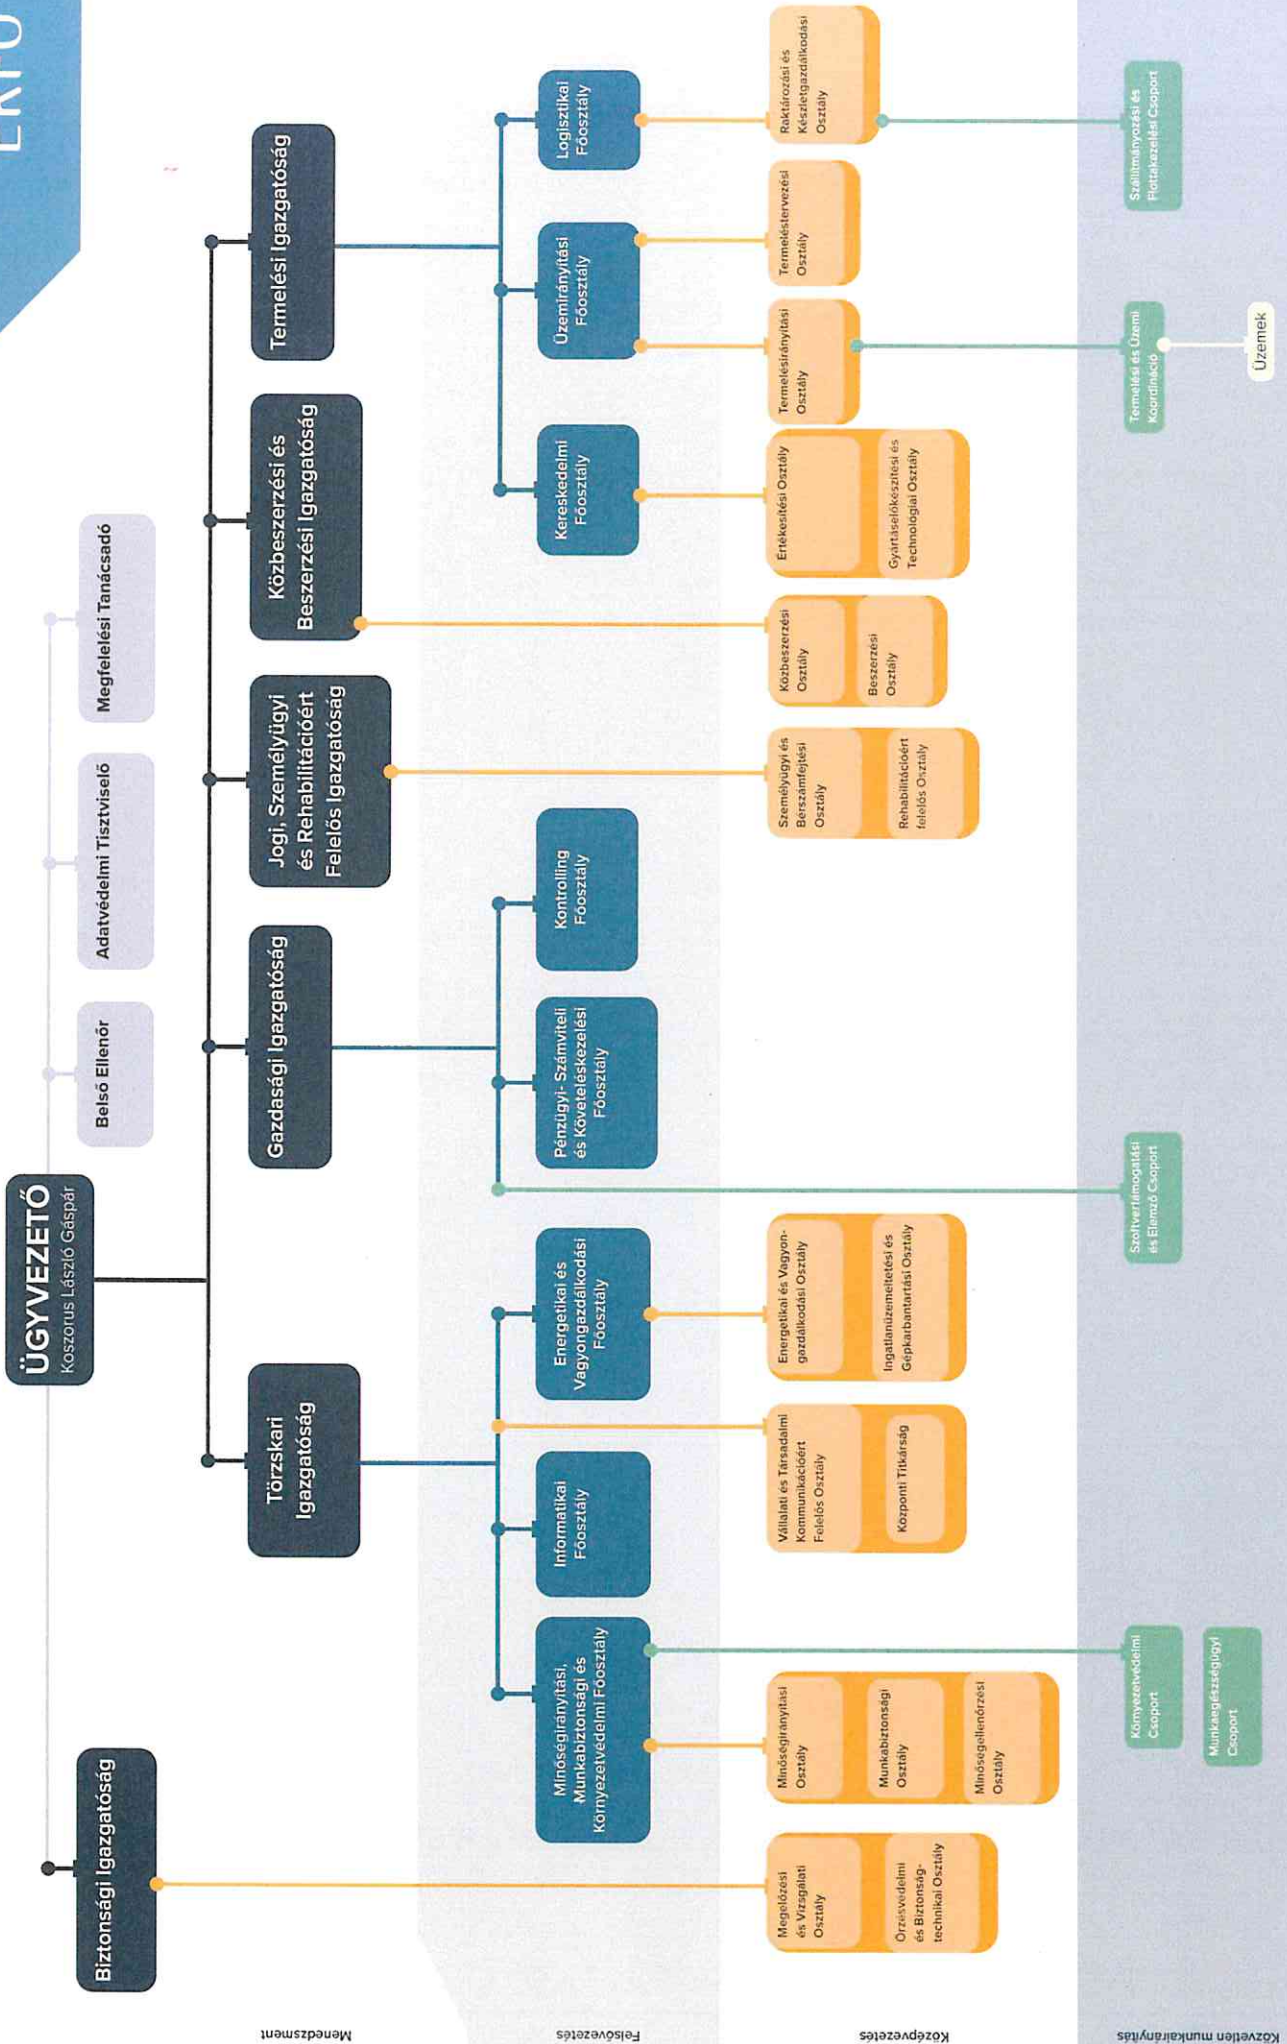 ÜGYVEZETŐ
Koszorus László Gáspár
Belső Ellenőr
Adatvédelmi Tisztviselő
Megfelelési Tanácsadó
Menedzsment
Biztonsági Igazgatóság
Törzskari
Igazgatóság
Gazdasági Igazgatóság
Jogi, Személyügyi
és Rehabilitációért
Felelős Igazgatóság
Közbeszerzési és
Beszerzési Igazgatóság
Termelési Igazgatóság
Felsővezetés
Minőségirányítási,
Munkabiztonsági és
Környezetvédelmi Főosztály
Informatikai
Főosztály
Energetikai és
Vagyongazdálkodási
Főosztály
Pénzügyi- Számviteli
és Követeléskezelési
Főosztály
Kontrolling
Főosztály
Kereskedelmi
Főosztály
Üzemirányítási
Főosztály
Logisztikai
Főosztály
Középvezetés
Megelőzési
és Vizsgálati
Osztály
Őrzésvédelmi
és Biztonság-
technikai Osztály
Minőségirányítási
Osztály
Munkabiztonsági
Osztály
Minőségellenőrzési
Osztály
Vállalati és Társadalmi
Kommunikációért
Felelős Osztály
Központi Titkárság
Energetikai és Vagyon-
gazdálkodási Osztály
Ingatlanüzemeltetési és
Gépkarbantartási Osztály
Személyügyi és
Bérszámfejtési
Osztály
Rehabilitációért
felelős Osztály
Közbeszerzési
Osztály
Beszerzési
Osztály
Értékesítési Osztály
Gyártáselőkészítési és
Technológiai Osztály
Termelésirányítási
Osztály
Termeléstervezési
Osztály
Raktározási és
Készletgazdálkodási
Osztály
Közvetlen munkairányítás
Környezetvédelmi
Csoport
Munkaegészségügyi
Csoport
Szoftvertámogatási
és Elemző Csoport
Termelési és Üzemi
Koordináció
Üzemek
Szállítmányozási és
Flottakezelési Csoport